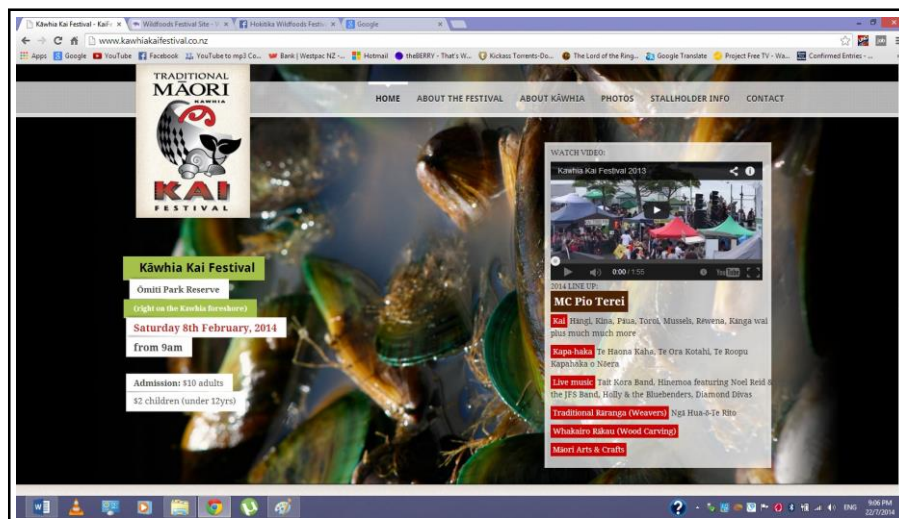 Kāwhia Kai Festival - KaiFe
Wildfoods Festival Site - V
Hokitika Wildfoods Festiv
Google
www.kawhiakaifestival.co.nz
Apps Google YouTube Facebook YouTube to mp3 Co... Bank | Westpac NZ -... Hotmail theBERRY - That's W... Kickass Torrents-Do... The Lord of the Ring... Google Translate Project Free TV - Wa... Confirmed Entries - ...
TRADITIONAL
MĀORI
KAWHIA
KAI
FESTIVAL
HOME ABOUT THE FESTIVAL ABOUT KĀWHIA PHOTOS STALLHOLDER INFO CONTACT
Kāwhia Kai Festival
Ōmiti Park Reserve
(right on the Kawhia foreshore)
Saturday 8th February, 2014
from 9am
Admission: $10 adults
$2 children (under 12yrs)
WATCH VIDEO:
Kawhia Kai Festival 2013
0:00 / 1:55
YouTube
2014 LINE UP:
MC Pio Terei
Kai Hāngi, Kina, Pāua, Toroi, Mussels, Rēwena, Kānga wai
plus much much more
Kapa-haka Te Haona Kaha, Te Ora Kotahi, Te Roopu
Kapahaka o Nōera
Live music Tait Kora Band, Hinemoa featuring Noel Reid &
the JFS Band, Holly & the Bluebenders, Diamond Divas
Traditional Rāranga (Weavers) Ngā Hua-ō-Te Rito
Whakairo Rākau (Wood Carving)
Māori Arts & Crafts
ENG
9:06 PM
22/7/2014